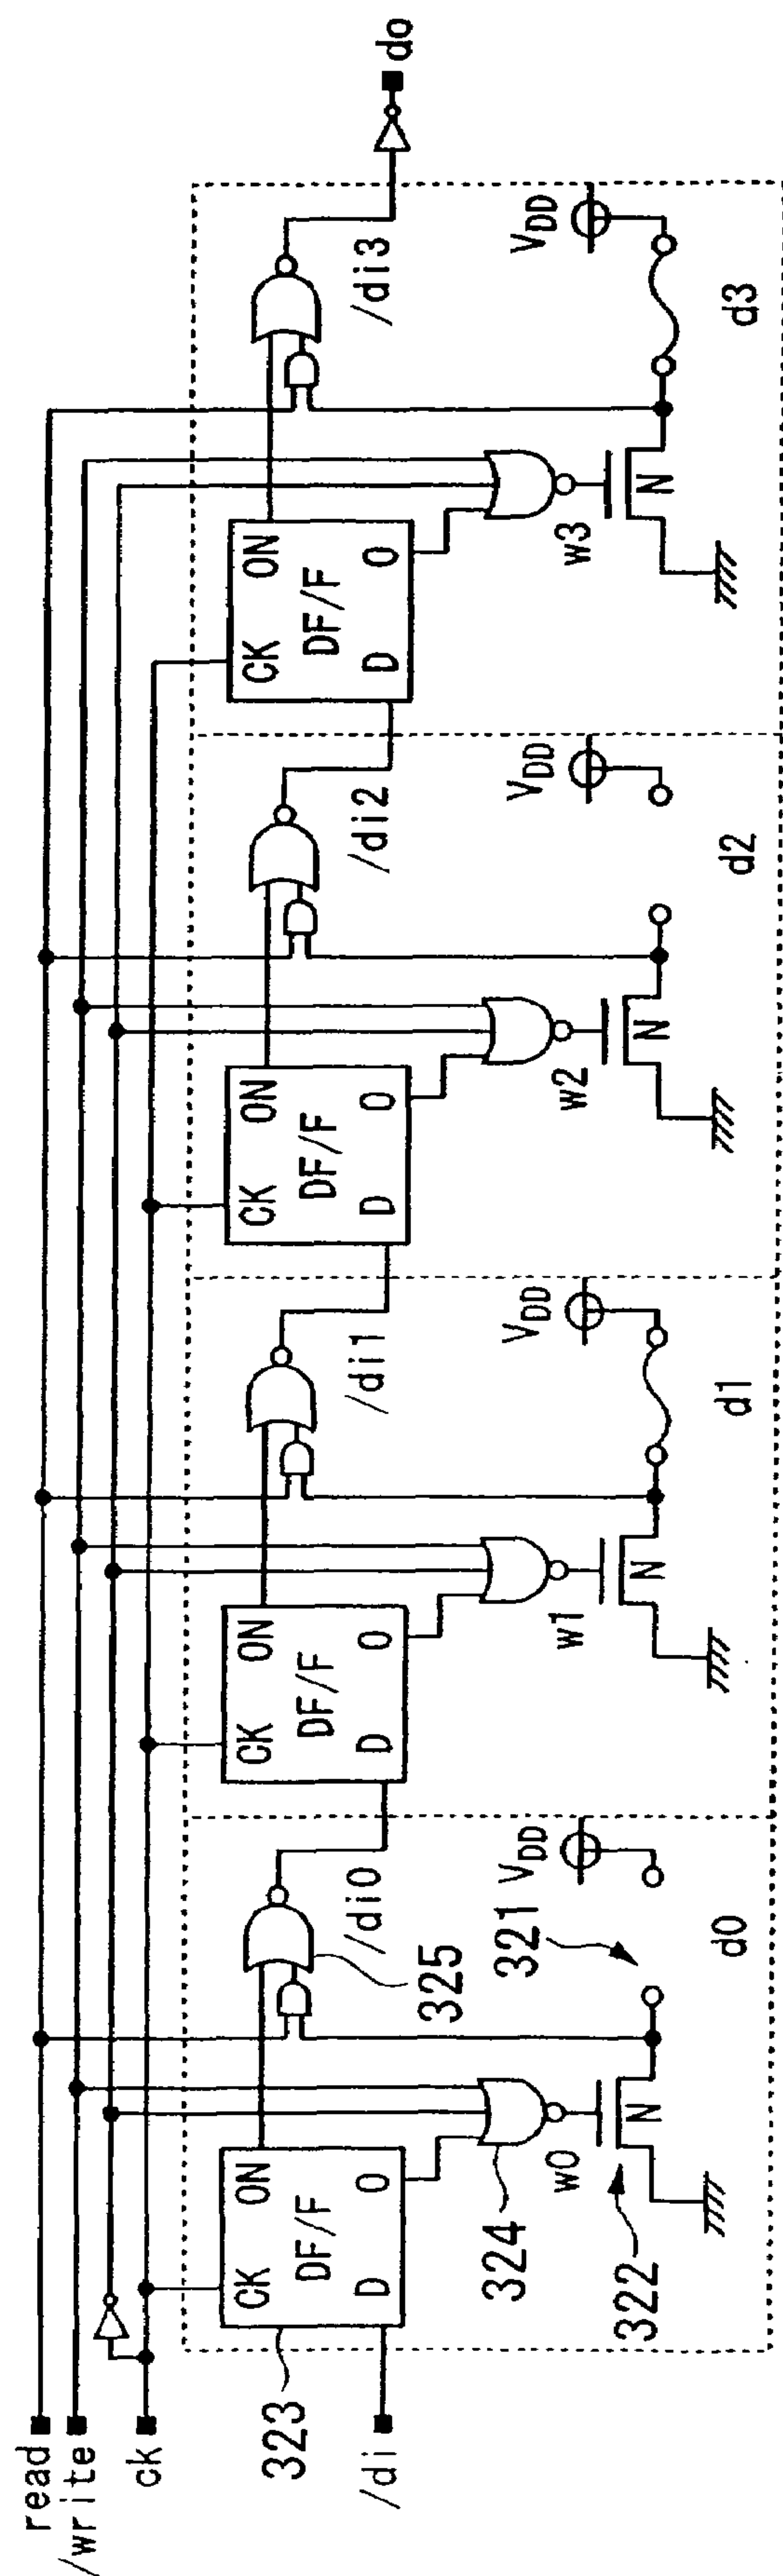 read
/write
ck
/di
323
CK
ON
DF/F
D
O
324
w0
N
322
325
/di0
321
VDD
d0
CK
ON
DF/F
D
O
w1
N
/di1
VDD
d1
CK
ON
DF/F
D
O
w2
N
/di2
VDD
d2
CK
ON
DF/F
D
O
w3
N
/di3
VDD
d3
do